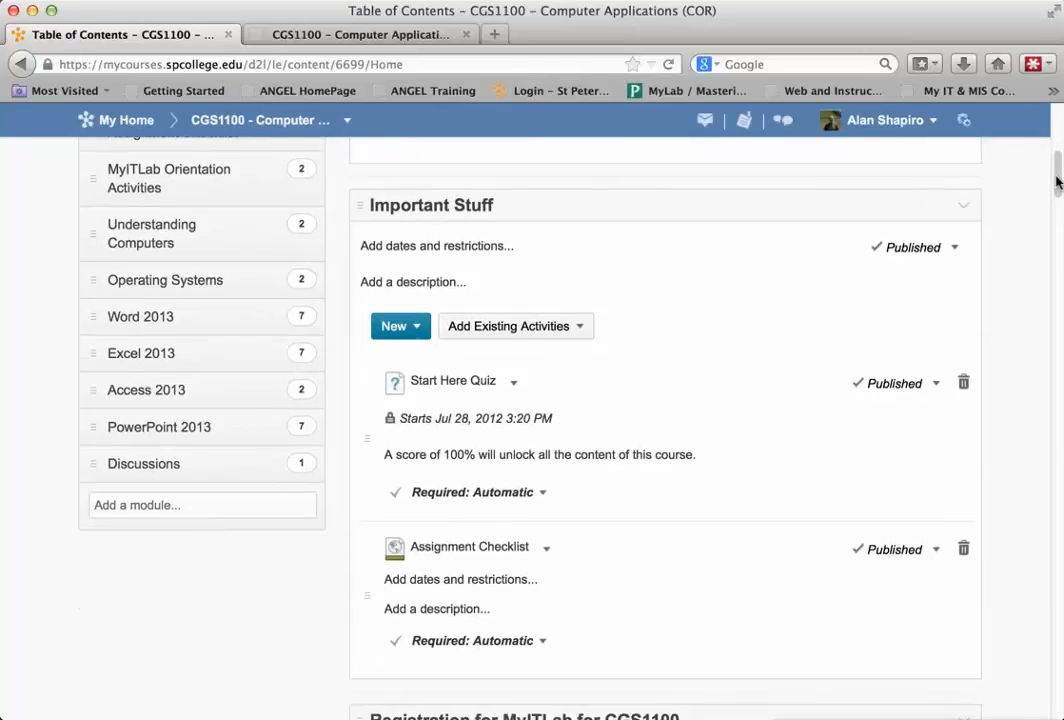 Table of Contents – CGS1100 – Computer Applications (COR)
Table of Contents – CGS1100 – ...
CGS1100 – Computer Applicati...
https://mycourses.spcollege.edu/d2l/le/content/6699/Home
Google
Most Visited
Getting Started
ANGEL HomePage
ANGEL Training
Login – St Peter...
MyLab / Masteri...
Web and Instruc...
My IT & MIS Co...
My Home
CGS1100 - Computer ...
Alan Shapiro
MyITLab Orientation
Activities
2
Understanding
Computers
2
Operating Systems
2
Word 2013
7
Excel 2013
7
Access 2013
2
PowerPoint 2013
7
Discussions
1
Add a module...
Important Stuff
Add dates and restrictions...
Published
Add a description...
New
Add Existing Activities
Start Here Quiz
Published
Starts Jul 28, 2012 3:20 PM
A score of 100% will unlock all the content of this course.
Required: Automatic
Assignment Checklist
Published
Add dates and restrictions...
Add a description...
Required: Automatic
Registration for MyITLab for CGS1100